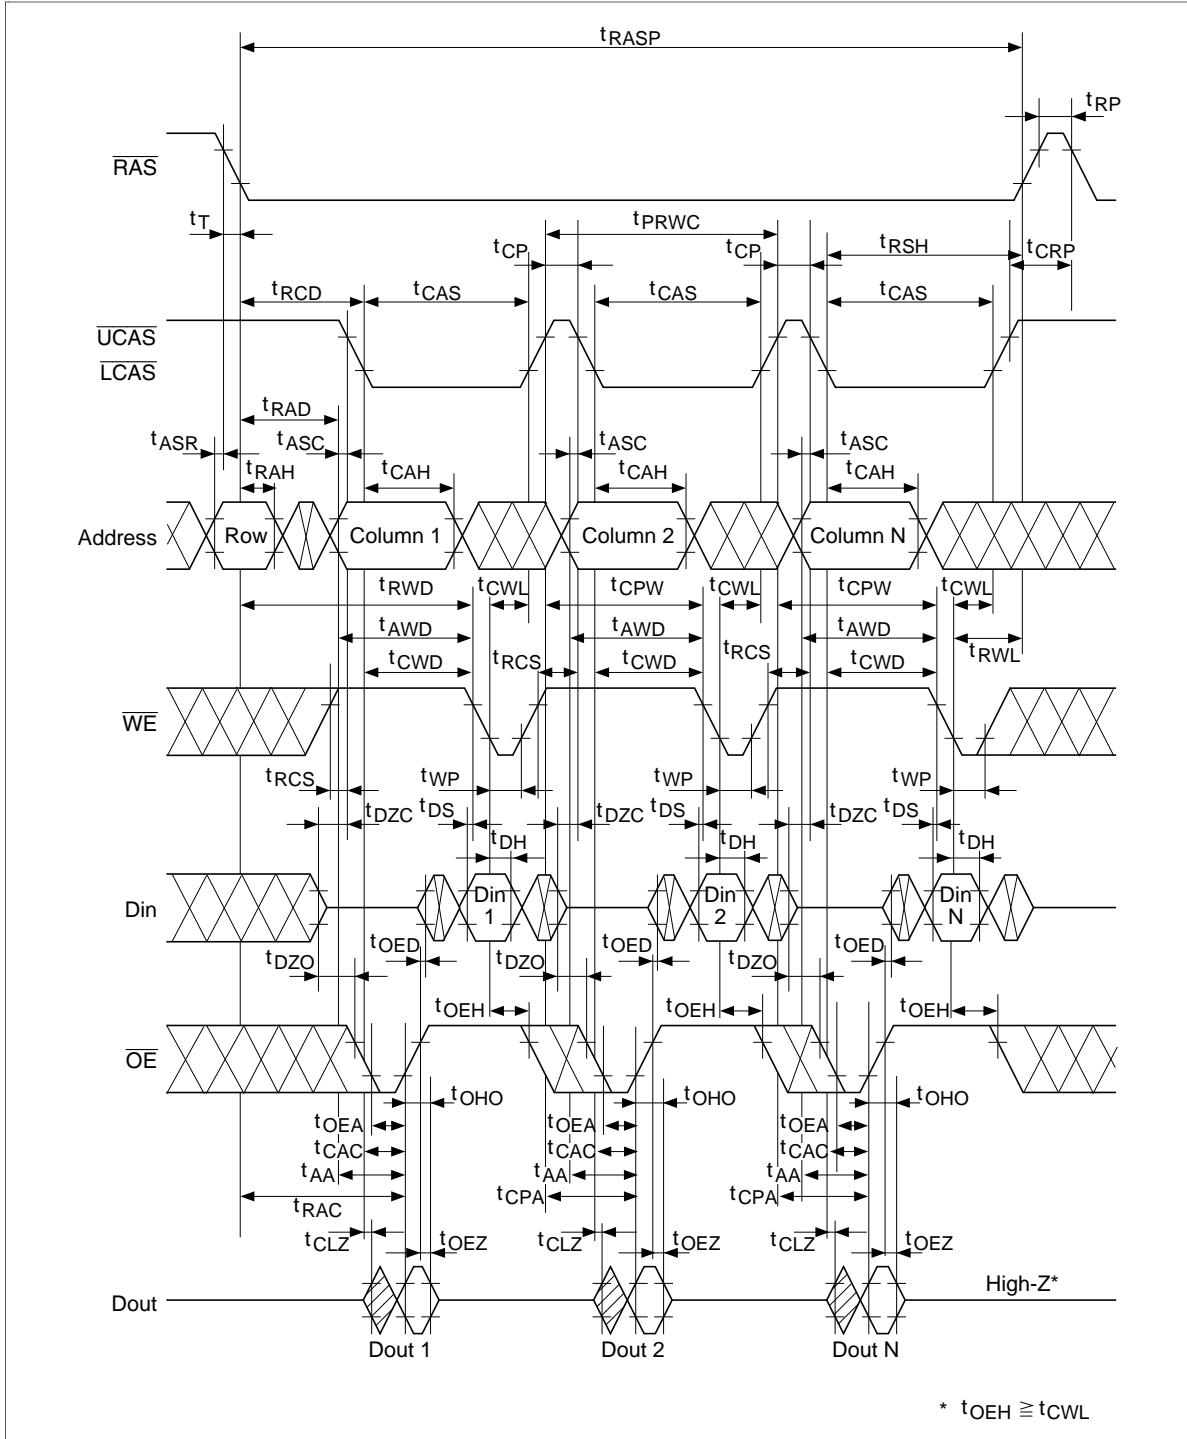 tRASP
tRP
RAS
tT
tPRWC
tCP
tCP
tRSH
tCRP
tRCD
tCAS
tCAS
tCAS
UCAS
LCAS
tRAD
tASR
tASC
tASC
tASC
tRAH
tCAH
tCAH
tCAH
Address
Row
Column 1
Column 2
Column N
tRWD
tCWL
tCPW
tCWL
tCPW
tCWL
tAWD
tAWD
tAWD
tRCS
tRCS
tRWL
tCWD
tCWD
tCWD
WE
tRCS
tWP
tWP
tWP
tDZC
tDS
tDZC
tDS
tDZC
tDS
tDH
tDH
tDH
Din
Din 1
Din 2
Din N
tOED
tOED
tOED
tDZO
tDZO
tDZO
tOEH
tOEH
tOEH
OE
tOHO
tOHO
tOHO
tOEA
tOEA
tOEA
tCAC
tCAC
tCAC
tAA
tAA
tAA
tRAC
tCPA
tCPA
tCLZ
tOEZ
tCLZ
tOEZ
tCLZ
tOEZ
Dout
High-Z*
Dout 1
Dout 2
Dout N
* tOEH ≧ tCWL